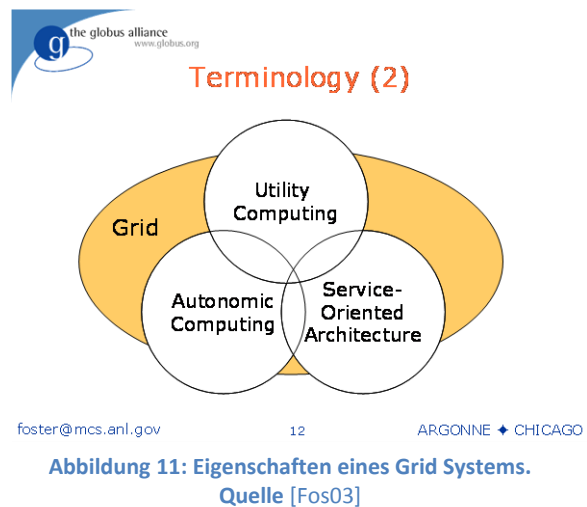 g the globus alliance
www.globus.org
Terminology (2)
Grid
Utility
Computing
Autonomic
Computing
Service-
Oriented
Architecture
foster@mcs.anl.gov 12 ARGONNE ✦ CHICAGO
Abbildung 11: Eigenschaften eines Grid Systems.
Quelle [Fos03]